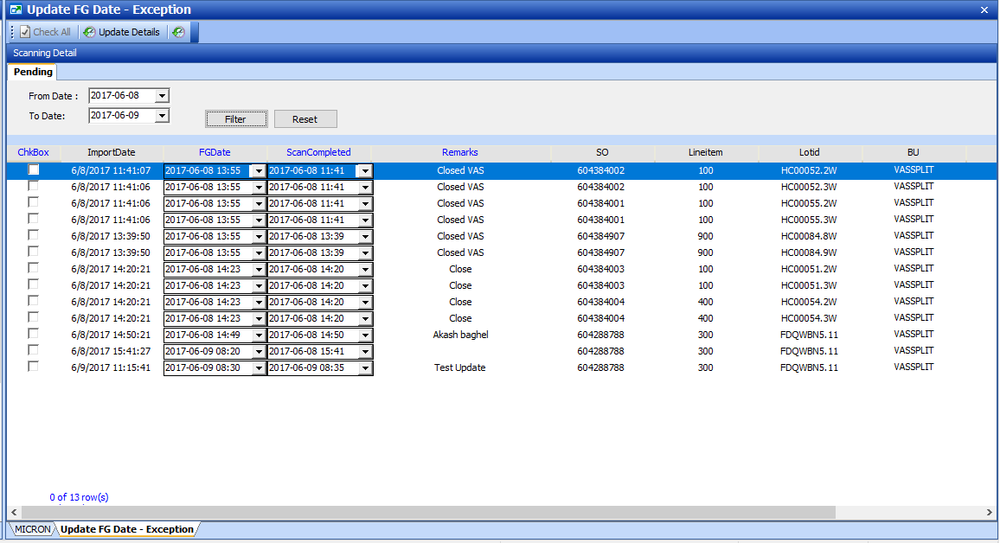 Update FG Date - Exception
Check All Update Details
Scanning Detail
Pending
From Date : 2017-06-08
To Date: 2017-06-09 Filter Reset
ChkBox ImportDate FGDate ScanCompleted Remarks SO Lineitem Lotid BU
6/8/2017 11:41:07 2017-06-08 13:55 2017-06-08 11:41 Closed VAS 604384002 100 HC00052.2W VASSPLIT
6/8/2017 11:41:06 2017-06-08 13:55 2017-06-08 11:41 Closed VAS 604384002 100 HC00052.3W VASSPLIT
6/8/2017 11:41:06 2017-06-08 13:55 2017-06-08 11:41 Closed VAS 604384001 100 HC00055.2W VASSPLIT
6/8/2017 11:41:06 2017-06-08 13:55 2017-06-08 11:41 Closed VAS 604384001 100 HC00055.3W VASSPLIT
6/8/2017 13:39:50 2017-06-08 13:55 2017-06-08 13:39 Closed VAS 604384907 900 HC00084.8W VASSPLIT
6/8/2017 13:39:50 2017-06-08 13:55 2017-06-08 13:39 Closed VAS 604384907 900 HC00084.9W VASSPLIT
6/8/2017 14:20:21 2017-06-08 14:23 2017-06-08 14:20 Close 604384003 100 HC00051.2W VASSPLIT
6/8/2017 14:20:21 2017-06-08 14:23 2017-06-08 14:20 Close 604384003 100 HC00051.3W VASSPLIT
6/8/2017 14:20:21 2017-06-08 14:23 2017-06-08 14:20 Close 604384004 400 HC00054.2W VASSPLIT
6/8/2017 14:20:21 2017-06-08 14:23 2017-06-08 14:20 Close 604384004 400 HC00054.3W VASSPLIT
6/8/2017 14:50:21 2017-06-08 14:49 2017-06-08 14:50 Akash baghel 604288788 300 FDQWBN5.11 VASSPLIT
6/8/2017 15:41:27 2017-06-09 08:20 2017-06-08 15:41 604288788 300 FDQWBN5.11 VASSPLIT
6/9/2017 11:15:41 2017-06-09 08:30 2017-06-09 08:35 Test Update 604288788 300 FDQWBN5.11 VASSPLIT
0 of 13 row(s)
MICRON Update FG Date - Exception